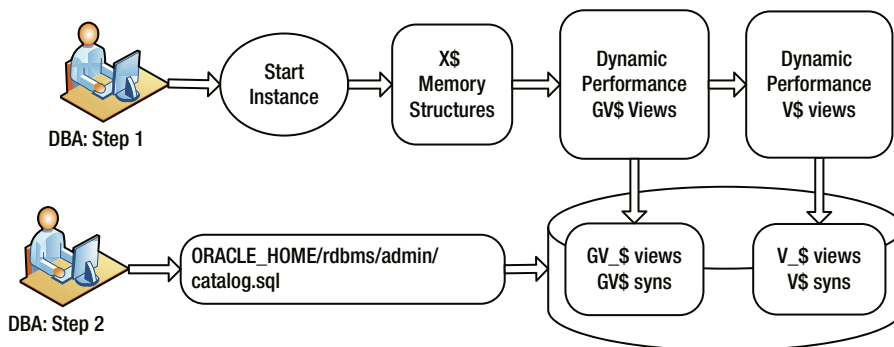 DBA: Step 1
Start
Instance
X$
Memory
Structures
Dynamic
Performance
GV$ Views
Dynamic
Performance
V$ views
DBA: Step 2
ORACLE_HOME/rdbms/admin/
catalog.sql
GV_$ views
GV$ syns
V_$ views
V$ syns